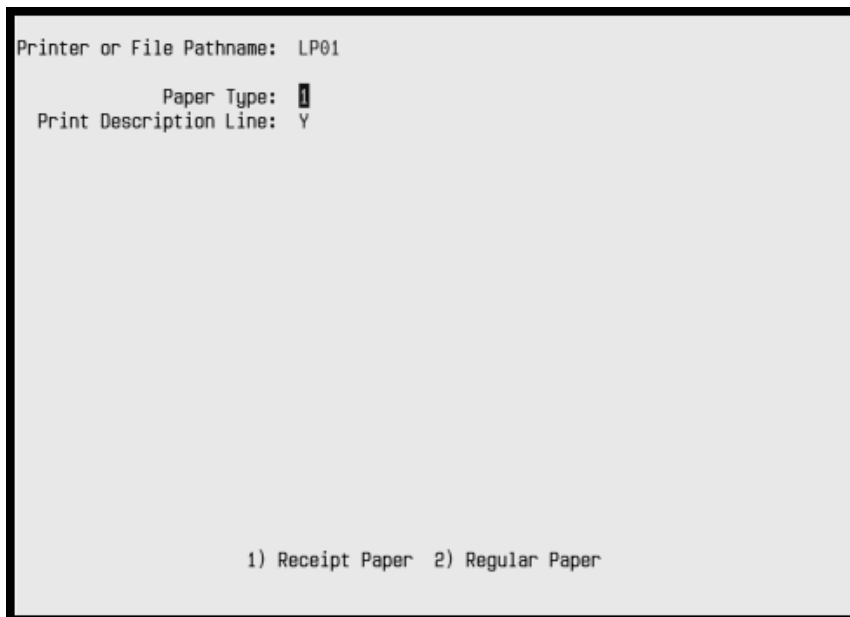 Printer or File Pathname: LP01
Paper Type: 1
Print Description Line: Y
1) Receipt Paper 2) Regular Paper